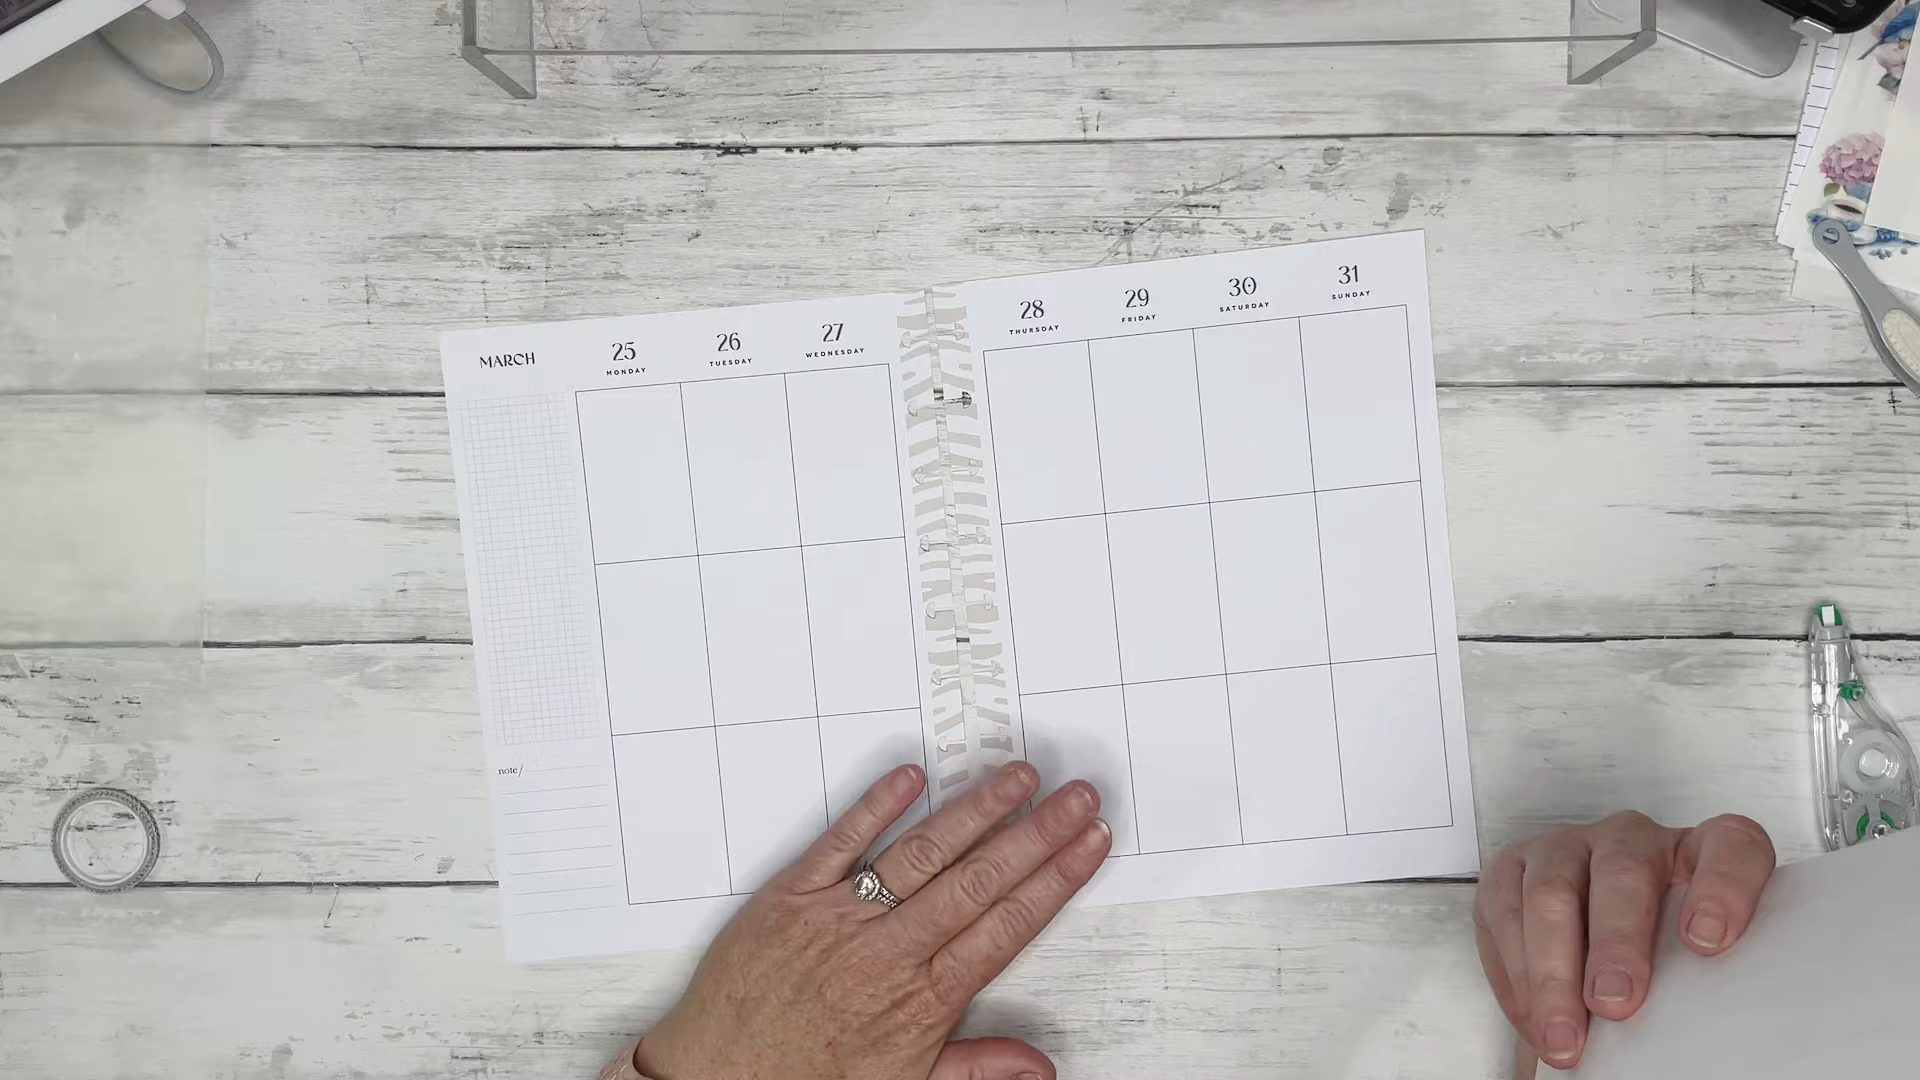 MARCH
25
MONDAY
26
TUESDAY
27
WEDNESDAY
28
THURSDAY
29
FRIDAY
30
SATURDAY
31
SUNDAY
note/